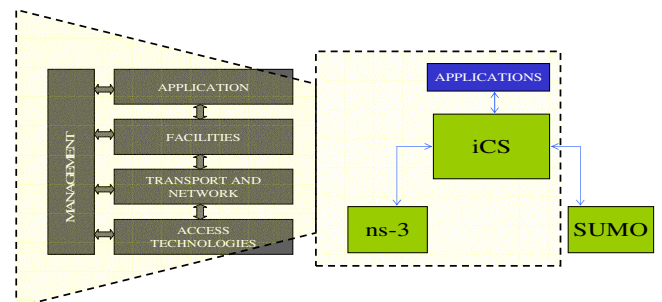 MANAGEMENT
APPLICATION
FACILITIES
TRANSPORT AND
NETWORK
ACCESS
TECHNOLOGIES
APPLICATIONS
iCS
ns-3
SUMO